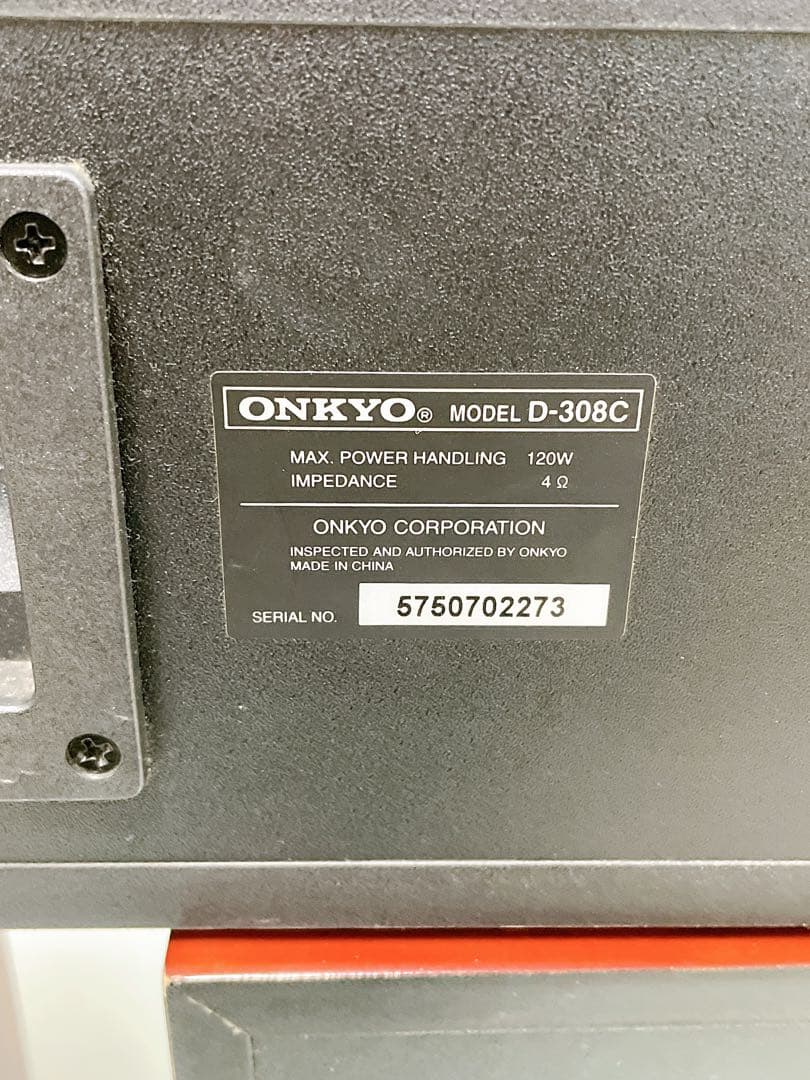 ONKYO® MODEL D-308C
MAX. POWER HANDLING 120W
IMPEDANCE 4 Ω
ONKYO CORPORATION
INSPECTED AND AUTHORIZED BY ONKYO
MADE IN CHINA
SERIAL NO. 5750702273